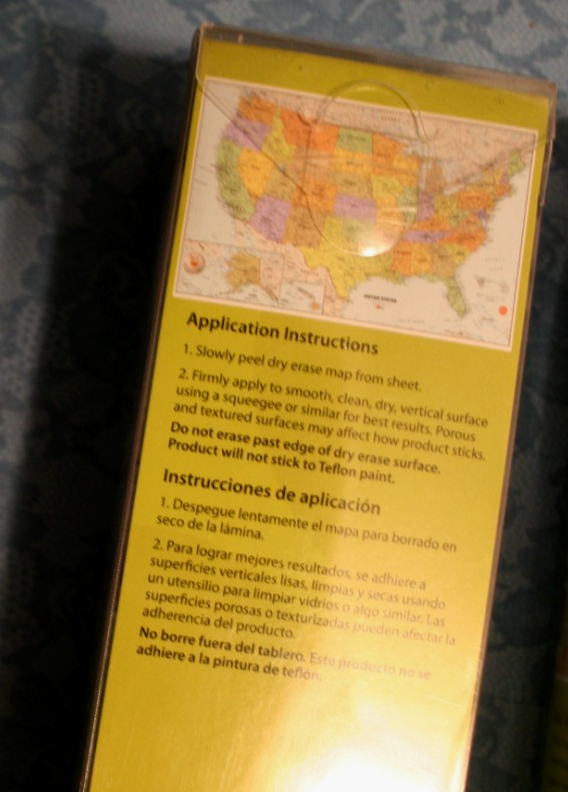 Application Instructions
1. Slowly peel dry erase map from sheet.
2. Firmly apply to smooth, clean, dry, vertical surface
using a squeegee or similar for best results. Porous
and textured surfaces may affect how product sticks.
Do not erase past edge of dry erase surface.
Product will not stick to Teflon paint.
Instrucciones de aplicación
1. Despegue lentamente el mapa para borrado en
seco de la lámina.
2. Para lograr mejores resultados, se adhiere a
superficies verticales lisas, limpias y secas usando
un utensilio para limpiar vidrios o algo similar. Las
superficies porosas o texturizadas pueden afectar la
adherencia del producto.
No borre fuera del tablero. Este producto no se
adhiere a la pintura de teflón.